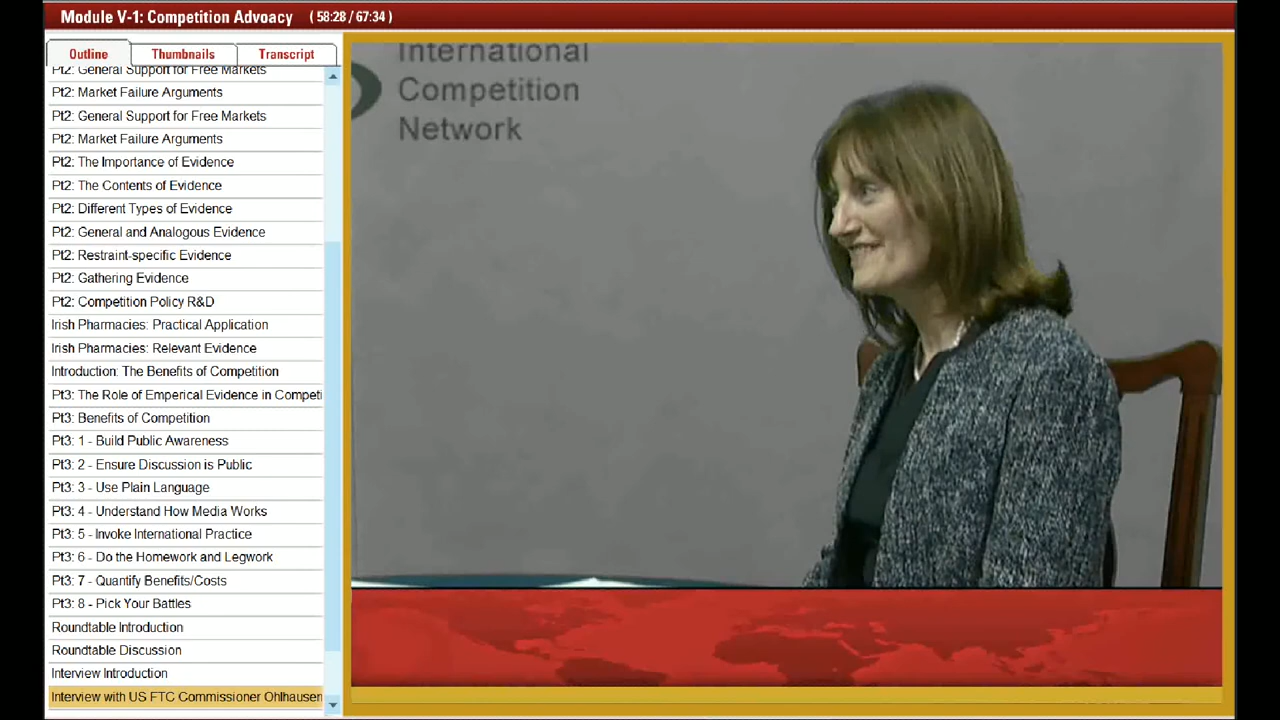 Module V-1: Competition Advoacy ( 58:28 / 67:34 )
Outline
Thumbnails
Transcript
Pt2: General Support for Free Markets
Pt2: Market Failure Arguments
Pt2: General Support for Free Markets
Pt2: Market Failure Arguments
Pt2: The Importance of Evidence
Pt2: The Contents of Evidence
Pt2: Different Types of Evidence
Pt2: General and Analogous Evidence
Pt2: Restraint-specific Evidence
Pt2: Gathering Evidence
Pt2: Competition Policy R&D
Irish Pharmacies: Practical Application
Irish Pharmacies: Relevant Evidence
Introduction: The Benefits of Competition
Pt3: The Role of Emperical Evidence in Competi
Pt3: Benefits of Competition
Pt3: 1 - Build Public Awareness
Pt3: 2 - Ensure Discussion is Public
Pt3: 3 - Use Plain Language
Pt3: 4 - Understand How Media Works
Pt3: 5 - Invoke International Practice
Pt3: 6 - Do the Homework and Legwork
Pt3: 7 - Quantify Benefits/Costs
Pt3: 8 - Pick Your Battles
Roundtable Introduction
Roundtable Discussion
Interview Introduction
Interview with US FTC Commissioner Ohlhausen
International
Competition
Network